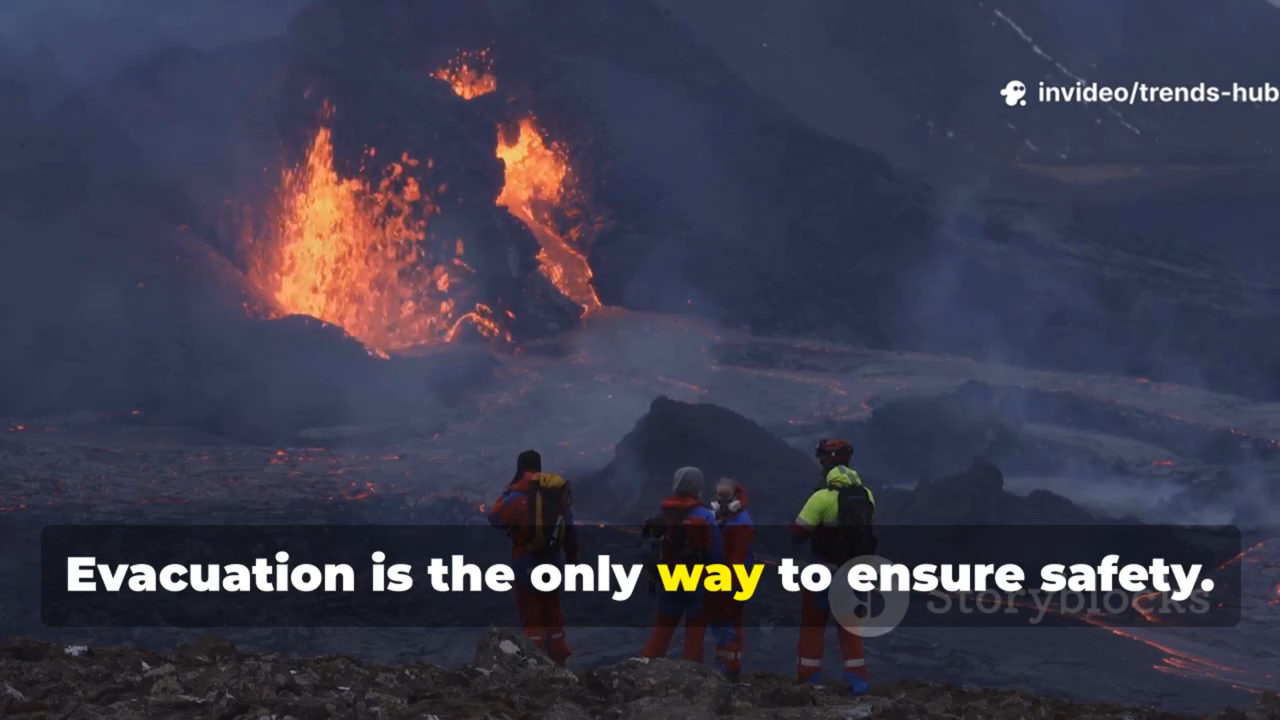 invideo/trends-hub
Evacuation is the only way to ensure safety.
Storyblocks